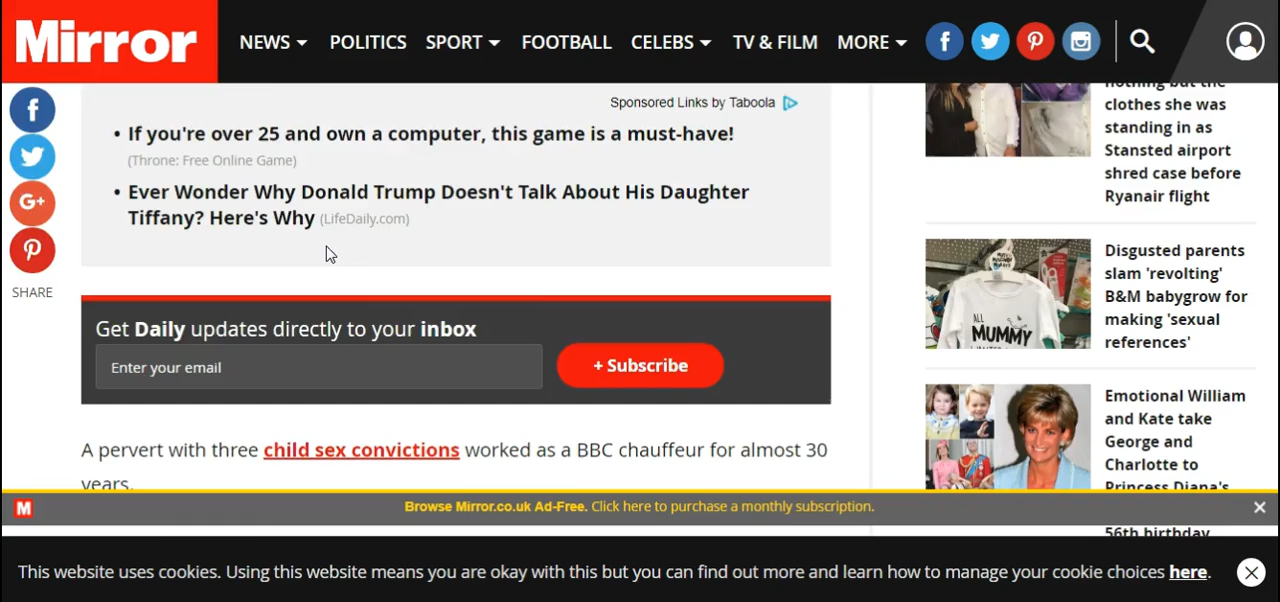 Mirror
NEWS POLITICS SPORT FOOTBALL CELEBS TV & FILM MORE
SHARE
Sponsored Links by Taboola
• If you're over 25 and own a computer, this game is a must-have!
(Throne: Free Online Game)
• Ever Wonder Why Donald Trump Doesn't Talk About His Daughter
Tiffany? Here's Why (LifeDaily.com)
Get Daily updates directly to your inbox
Enter your email
+ Subscribe
A pervert with three child sex convictions worked as a BBC chauffeur for almost 30
years.
nothing but the
clothes she was
standing in as
Stansted airport
shred case before
Ryanair flight
ALL
MUMMY
Disgusted parents
slam 'revolting'
B&M babygrow for
making 'sexual
references'
Emotional William
and Kate take
George and
Charlotte to
Princess Diana's
56th birthday
M
Browse Mirror.co.uk Ad-Free. Click here to purchase a monthly subscription.
This website uses cookies. Using this website means you are okay with this but you can find out more and learn how to manage your cookie choices here.